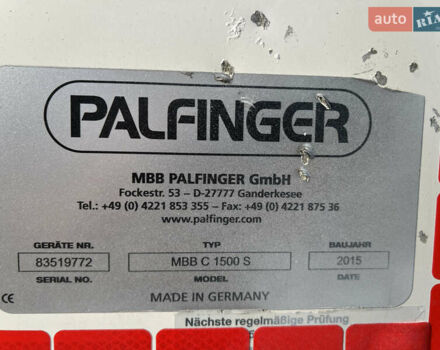 auto RIA
PALFINGER
MBB PALFINGER GmbH
Fockestr. 53 – D-27777 Ganderkesee
Tel.: +49 (0) 4221 853 355 – Fax: +49 (0) 4221 875 36
www.palfinger.com
GERÄTE NR. TYP BAUJAHR
83519772 MBB C 1500 S 2015
SERIAL NO. MODEL DATE
CE MADE IN GERMANY
Nächste regelmäßige Prüfung